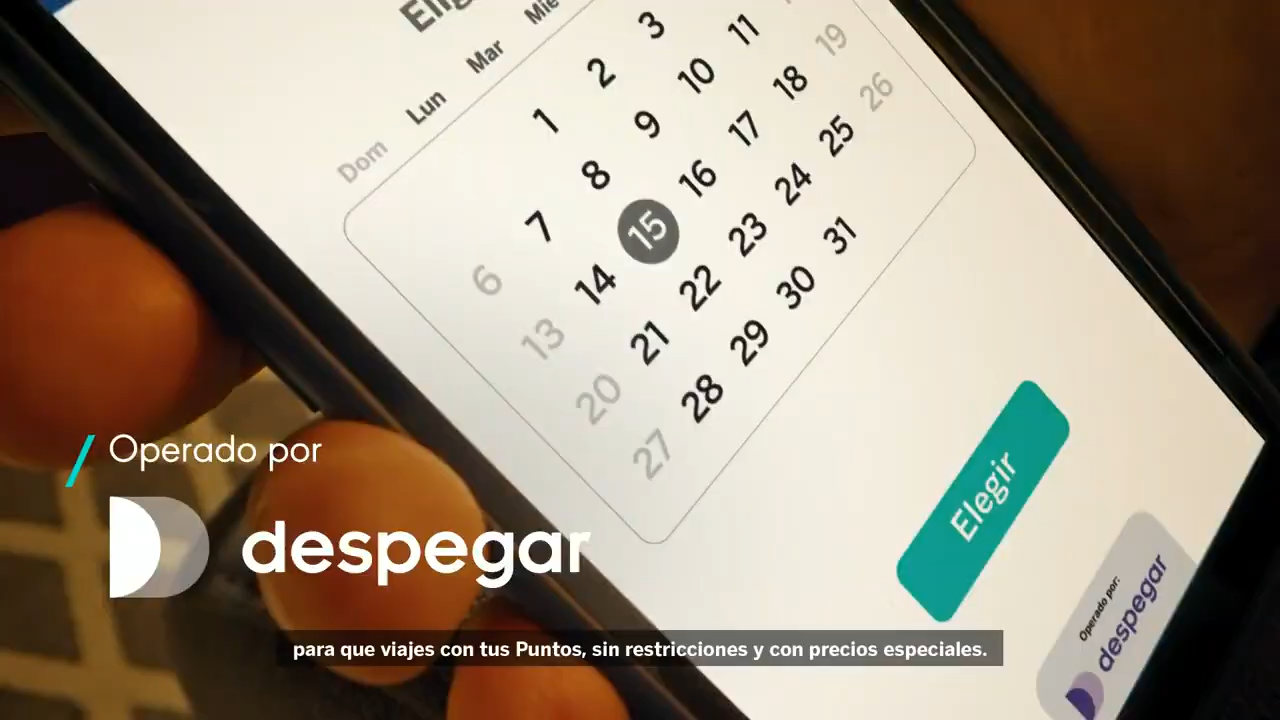 Dom Lun Mar
1 2 3
6 7 8 9 10 11
13 14 15 16 17 18 19
20 21 22 23 24 25 26
27 28 29 30 31
Elegir
Operado por:
despegar
Operado por
despegar
para que viajes con tus Puntos, sin restricciones y con precios especiales.